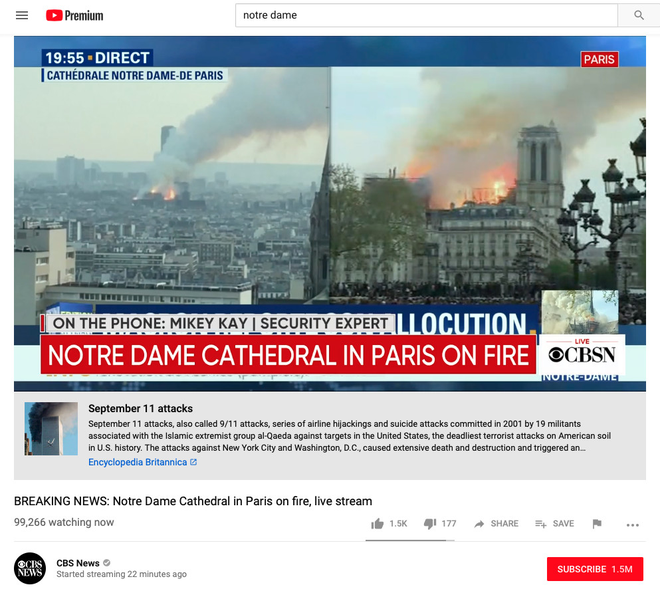 Premium
notre dame
19:55 DIRECT
PARIS
CATHÉDRALE NOTRE DAME-DE PARIS
ON THE PHONE: MIKEY KAY | SECURITY EXPERT
LLOCUTION
NOTRE DAME CATHEDRAL IN PARIS ON FIRE
LIVE
CBSN
NOTRE-DAME
September 11 attacks
September 11 attacks, also called 9/11 attacks, series of airline hijackings and suicide attacks committed in 2001 by 19 militants
associated with the Islamic extremist group al-Qaeda against targets in the United States, the deadliest terrorist attacks on American soil
in U.S. history. The attacks against New York City and Washington, D.C., caused extensive death and destruction and triggered an...
Encyclopedia Britannica
BREAKING NEWS: Notre Dame Cathedral in Paris on fire, live stream
99,266 watching now
1.5K
177
SHARE
SAVE
CBS NEWS
CBS News
Started streaming 22 minutes ago
SUBSCRIBE 1.5M